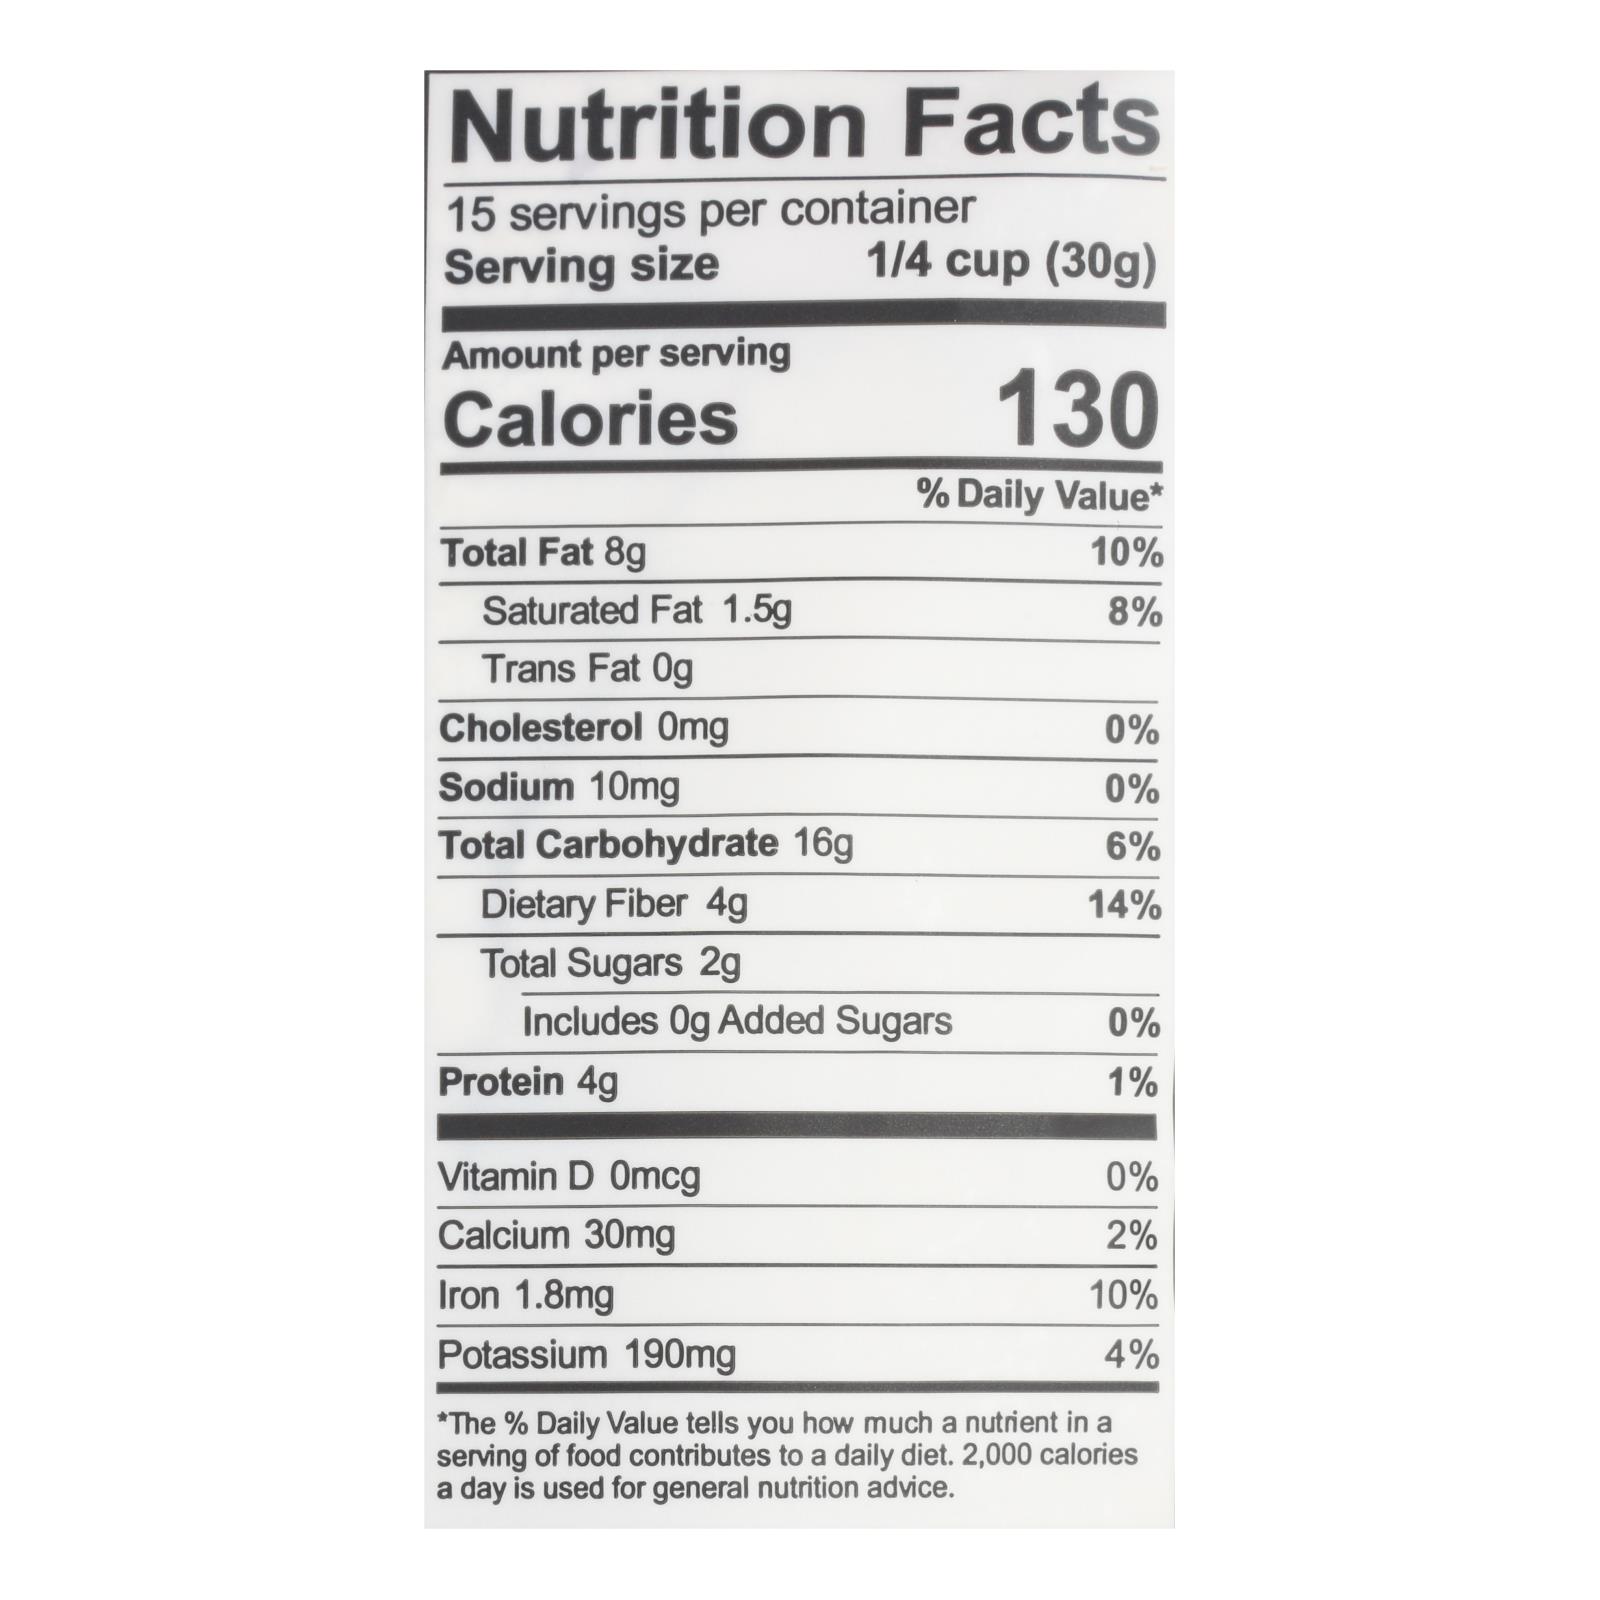 Nutrition Facts
15 servings per container
Serving size 1/4 cup (30g)
Amount per serving
Calories 130
% Daily Value*
Total Fat 8g 10%
Saturated Fat 1.5g 8%
Trans Fat 0g
Cholesterol 0mg 0%
Sodium 10mg 0%
Total Carbohydrate 16g 6%
Dietary Fiber 4g 14%
Total Sugars 2g
Includes 0g Added Sugars 0%
Protein 4g 1%
Vitamin D 0mcg 0%
Calcium 30mg 2%
Iron 1.8mg 10%
Potassium 190mg 4%
*The % Daily Value tells you how much a nutrient in a
serving of food contributes to a daily diet. 2,000 calories
a day is used for general nutrition advice.